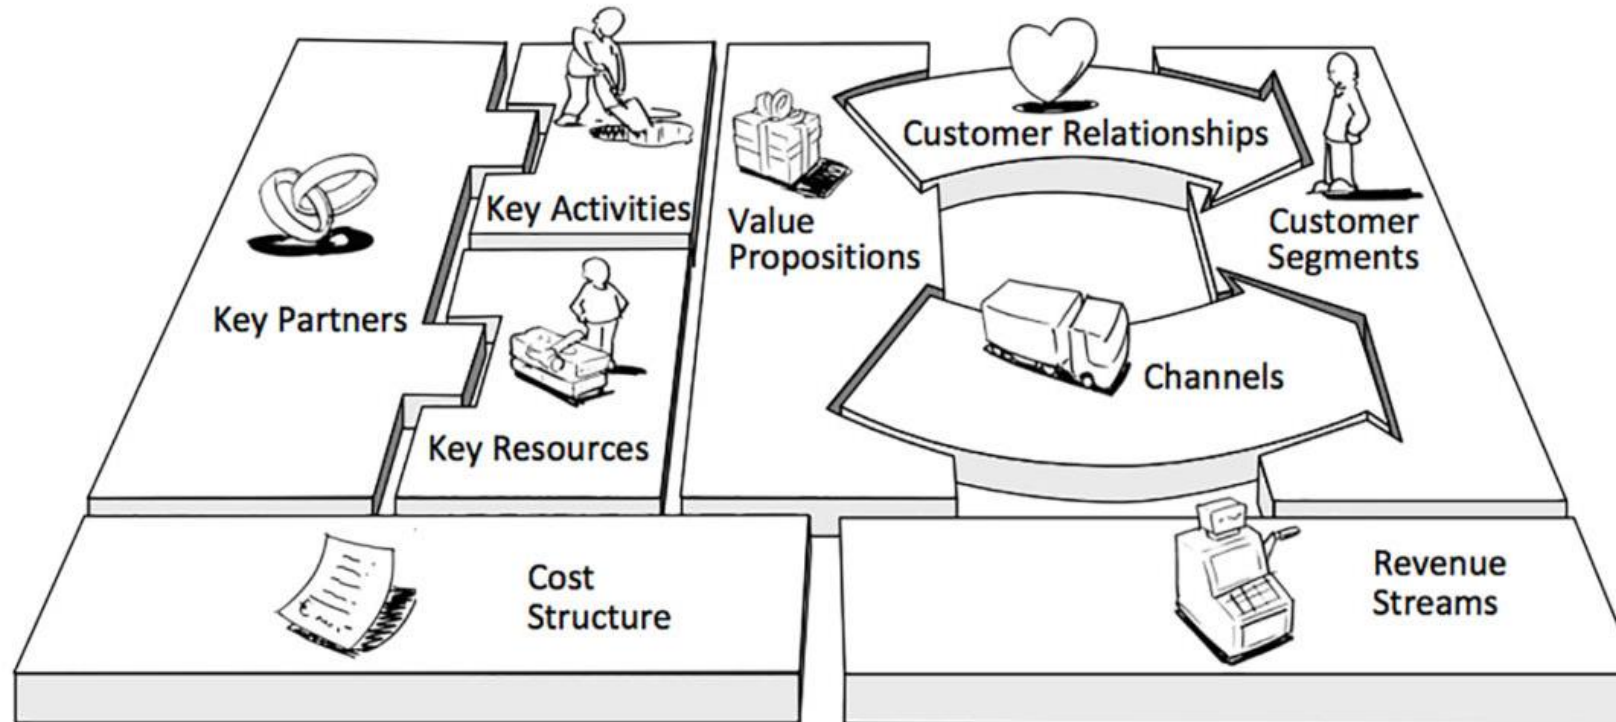 Key Partners
Key Activities
Key Resources
Value
Propositions
Customer Relationships
Channels
Customer
Segments
Cost
Structure
Revenue
Streams